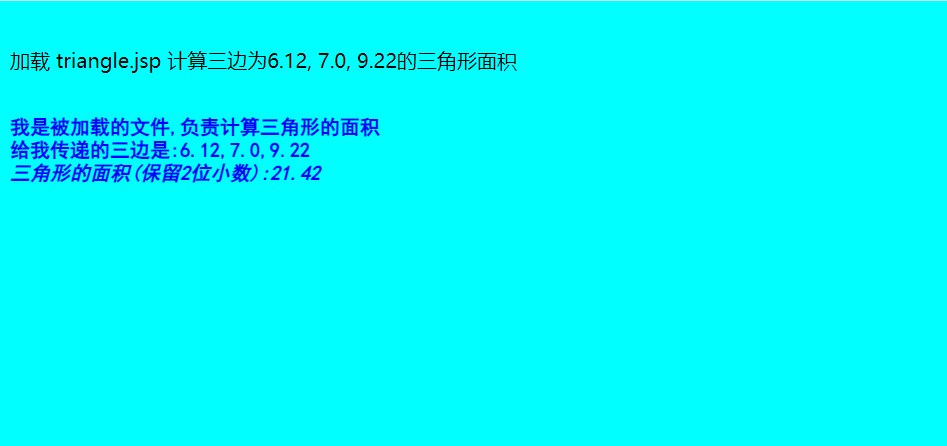 加载 triangle.jsp 计算三边为6.12, 7.0, 9.22的三角形面积
我是被加载的文件,负责计算三角形的面积
给我传递的三边是:6.12,7.0,9.22
三角形的面积(保留2位小数):21.42